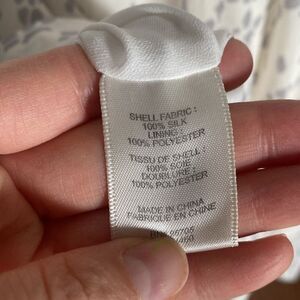 SHELL FABRIC :
100% SILK
LINING :
100% POLYESTER
TISSU DE SHELL :
100% SOIE
DOUBLURE :
100% POLYESTER
MADE IN CHINA
FABRIQUE EN CHINE